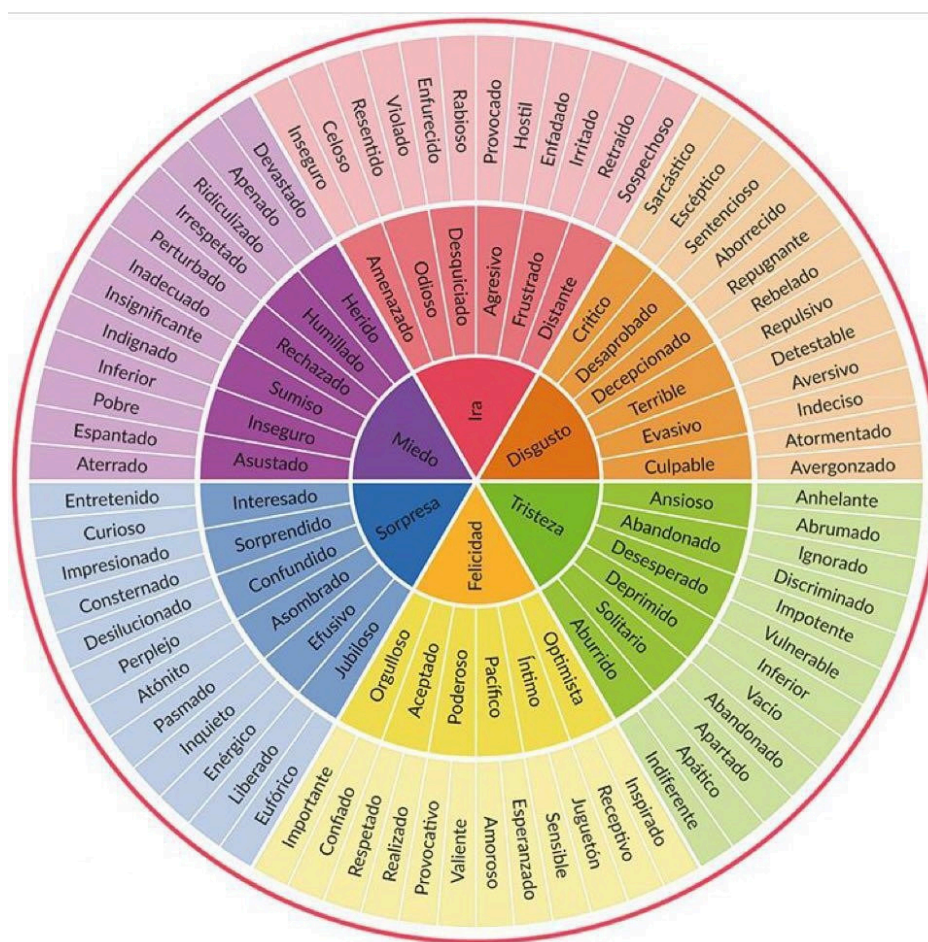 Ira
Disgusto
Tristeza
Felicidad
Sorpresa
Miedo
Amenazado
Odioso
Desquiciado
Agresivo
Frustrado
Distante
Crítico
Desaprobado
Decepcionado
Terrible
Evasivo
Culpable
Ansioso
Abandonado
Desesperado
Deprimido
Solitario
Aburrido
Optimista
Íntimo
Pacífico
Poderoso
Aceptado
Orgulloso
Jubiloso
Efusivo
Asombrado
Confundido
Sorprendido
Interesado
Asustado
Inseguro
Sumiso
Rechazado
Humillado
Herido
Inseguro
Celoso
Resentido
Violado
Enfurecido
Rabioso
Provocado
Hostil
Enfadado
Irritado
Retraído
Sospechoso
Sarcástico
Escéptico
Sentencioso
Aborrecido
Repugnante
Rebelado
Repulsivo
Detestable
Aversivo
Indeciso
Atormentado
Avergonzado
Anhelante
Abrumado
Ignorado
Discriminado
Impotente
Vulnerable
Inferior
Vacío
Abandonado
Apartado
Apático
Indiferente
Inspirado
Receptivo
Juguetón
Sensible
Esperanzado
Amoroso
Valiente
Provocativo
Realizado
Respetado
Confiado
Importante
Eufórico
Liberado
Enérgico
Inquieto
Pasmado
Atónito
Perplejo
Desilucionado
Consternado
Impresionado
Curioso
Entretenido
Aterrado
Espantado
Pobre
Inferior
Indignado
Insignificante
Inadecuado
Perturbado
Irrespetado
Ridiculizado
Apenado
Devastado